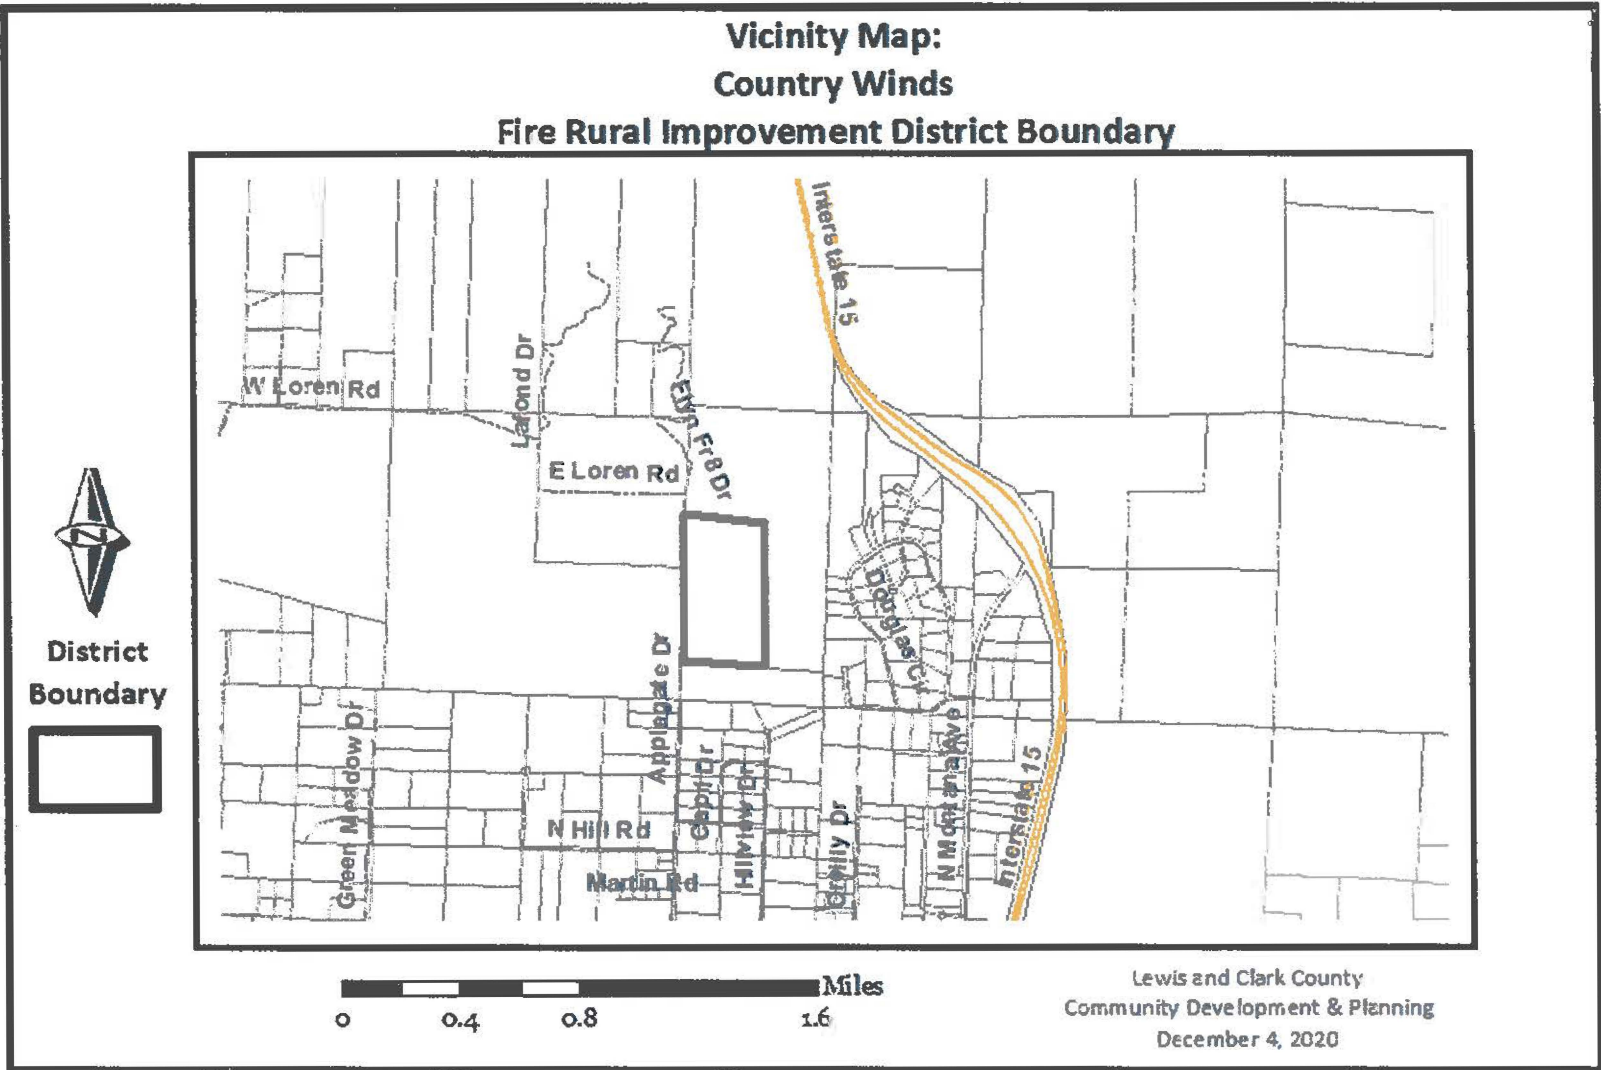 Vicinity Map:
Country Winds
Fire Rural Improvement District Boundary
Interstate 15
W Loren Rd
Lafond Dr
E Loren Rd
Dr
N
District
Boundary
Douglas Cir
Applegate Dr
Green Meadow Dr
N Hill Rd
Martin Rd
Capri Dr
Hillview Dr
Oreilly Dr
N Montana Ave
Interstate 15
Miles
0 0.4 0.8 1.6
Lewis and Clark County
Community Development & Planning
December 4, 2020